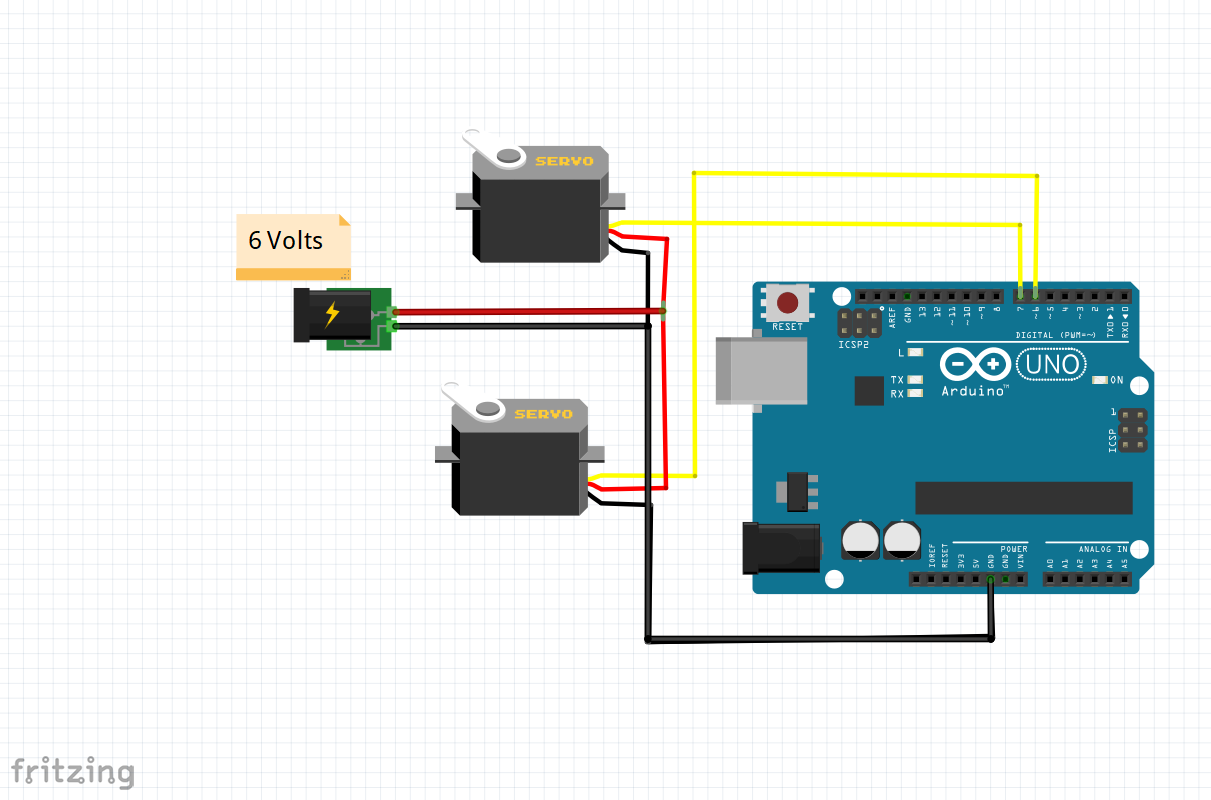 SERVO
6 Volts
RESET
ICSP2
AREF
GND
13
12
~11
~10
~9
8
7
~6
~5
4
~3
2
TXD▶1
RXD◀0
DIGITAL (PWM=~)
L
TX
RX
UNO
Arduino™
ON
1
ICSP
SERVO
IOREF
RESET
3V3
5V
GND
GND
VIN
POWER
A0
A1
A2
A3
A4
A5
ANALOG IN
fritzing